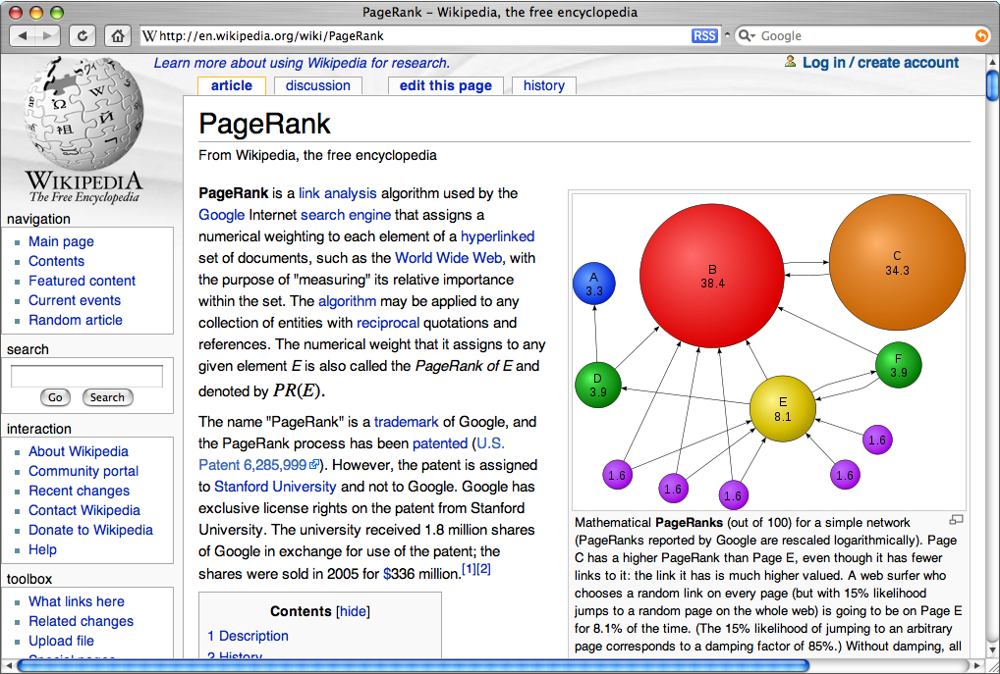 PageRank – Wikipedia, the free encyclopedia
W http://en.wikipedia.org/wiki/PageRank RSS Google
Learn more about using Wikipedia for research.
Log in / create account
article discussion edit this page history
WIKIPEDIA
The Free Encyclopedia
navigation
Main page
Contents
Featured content
Current events
Random article
search
Go Search
interaction
About Wikipedia
Community portal
Recent changes
Contact Wikipedia
Donate to Wikipedia
Help
toolbox
What links here
Related changes
Upload file
Special pages
PageRank
From Wikipedia, the free encyclopedia
PageRank is a link analysis algorithm used by the
Google Internet search engine that assigns a
numerical weighting to each element of a hyperlinked
set of documents, such as the World Wide Web, with
the purpose of "measuring" its relative importance
within the set. The algorithm may be applied to any
collection of entities with reciprocal quotations and
references. The numerical weight that it assigns to any
given element E is also called the PageRank of E and
denoted by PR(E).
The name "PageRank" is a trademark of Google, and
the PageRank process has been patented (U.S.
Patent 6,285,999). However, the patent is assigned
to Stanford University and not to Google. Google has
exclusive license rights on the patent from Stanford
University. The university received 1.8 million shares
of Google in exchange for use of the patent; the
shares were sold in 2005 for $336 million.[1][2]
Contents [hide]
1 Description
2 History
A
3.3
B
38.4
C
34.3
D
3.9
E
8.1
F
3.9
1.6
1.6
1.6
1.6
1.6
Mathematical PageRanks (out of 100) for a simple network
(PageRanks reported by Google are rescaled logarithmically). Page
C has a higher PageRank than Page E, even though it has fewer
links to it: the link it has is much higher valued. A web surfer who
chooses a random link on every page (but with 15% likelihood
jumps to a random page on the whole web) is going to be on Page E
for 8.1% of the time. (The 15% likelihood of jumping to an arbitrary
page corresponds to a damping factor of 85%.) Without damping, all